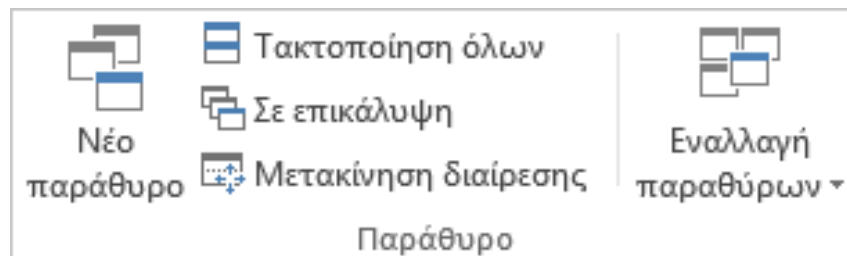 Νέο
παράθυρο
Τακτοποίηση όλων
Σε επικάλυψη
Μετακίνηση διαίρεσης
Εναλλαγή
παραθύρων
Παράθυρο